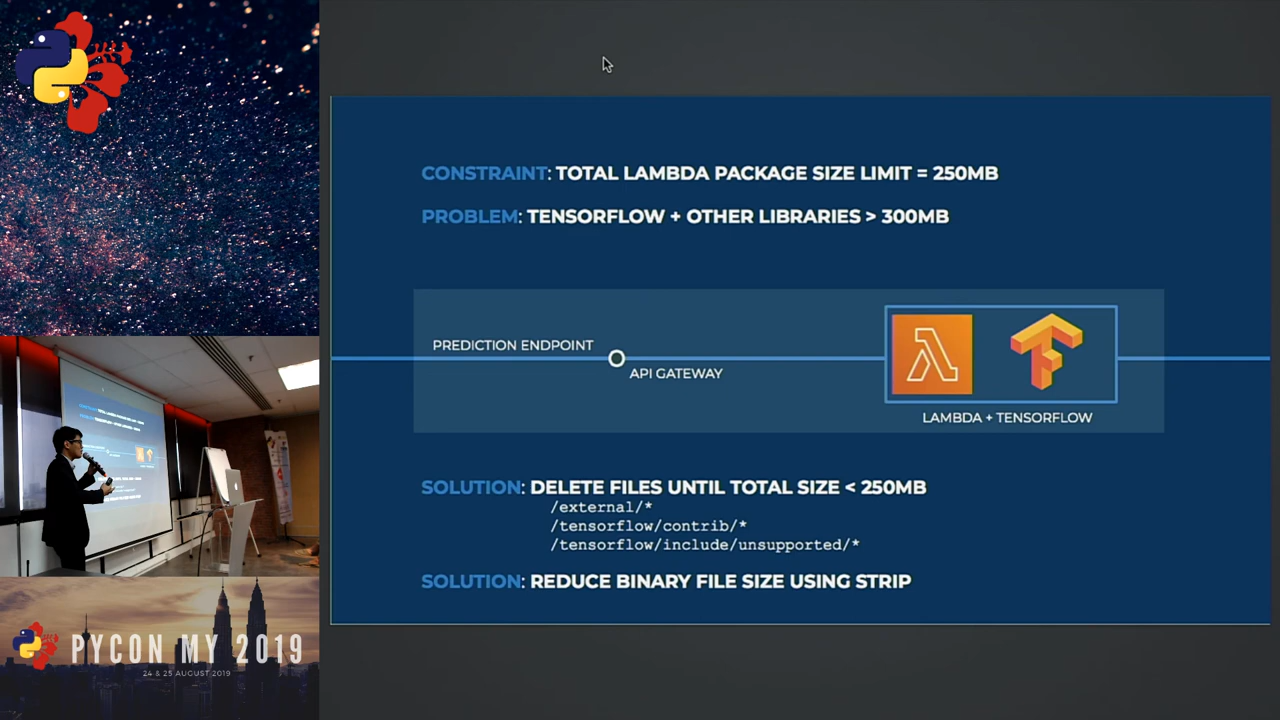 CONSTRAINT: TOTAL LAMBDA PACKAGE SIZE LIMIT = 250MB
PROBLEM: TENSORFLOW + OTHER LIBRARIES > 300MB
PREDICTION ENDPOINT
API GATEWAY
LAMBDA + TENSORFLOW
SOLUTION: DELETE FILES UNTIL TOTAL SIZE < 250MB
/external/*
/tensorflow/contrib/*
/tensorflow/include/unsupported/*
SOLUTION: REDUCE BINARY FILE SIZE USING STRIP
PYCON MY 2019
24 & 25 AUGUST 2019